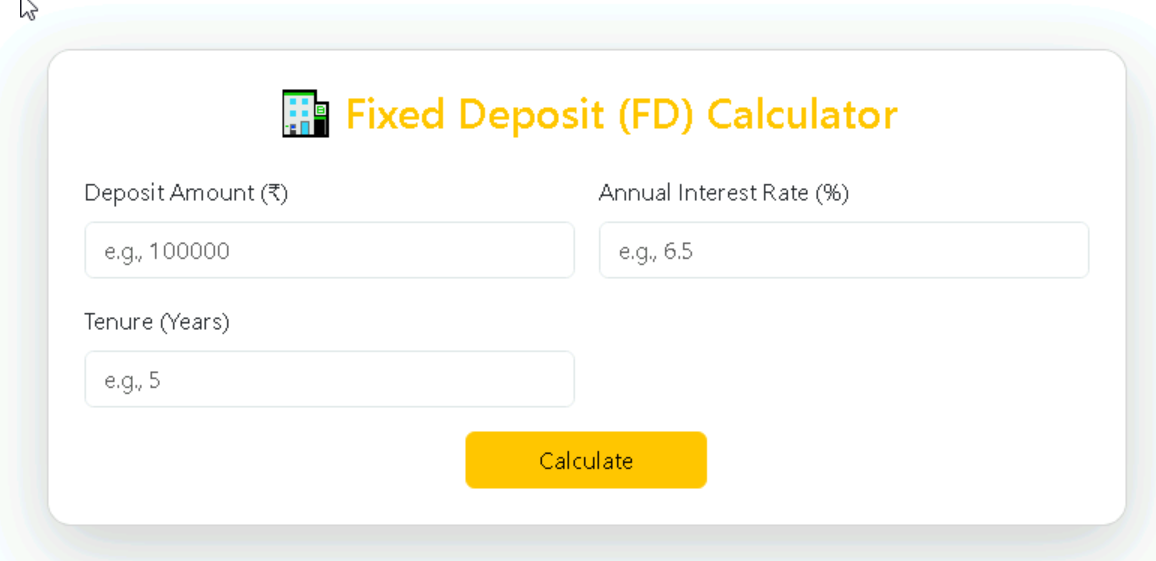 Fixed Deposit (FD) Calculator
Deposit Amount (₹)
Annual Interest Rate (%)
e.g., 100000
e.g., 6.5
Tenure (Years)
e.g., 5
Calculate